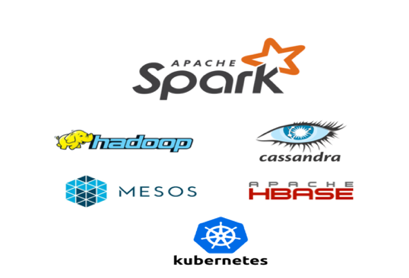 APACHE
Spark
hadoop
cassandra
MESOS
APACHE
HBASE
kubernetes